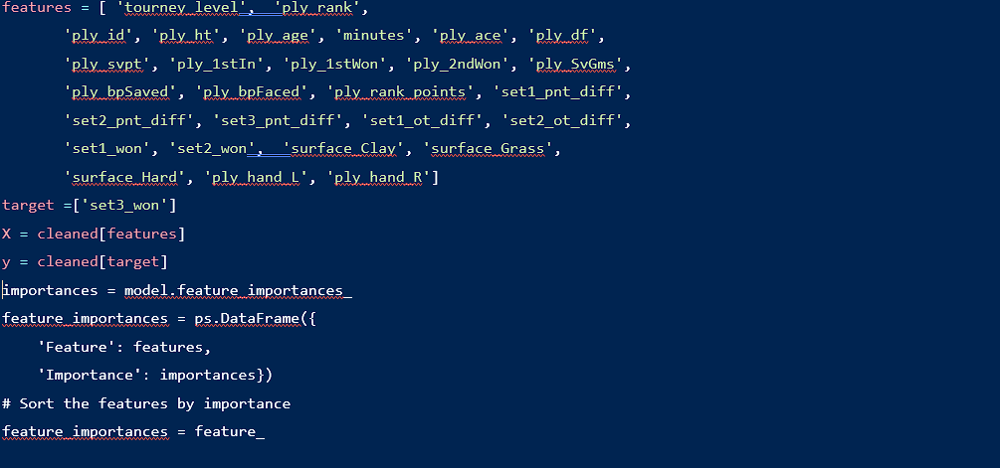 features = [ 'tourney_level',  'ply_rank',
'ply_id', 'ply_ht', 'ply_age', 'minutes', 'ply_ace', 'ply_df',
'ply_svpt', 'ply_1stIn', 'ply_1stWon', 'ply_2ndWon', 'ply_SvGms',
'ply_bpSaved', 'ply_bpFaced', 'ply_rank_points', 'set1_pnt_diff',
'set2_pnt_diff', 'set3_pnt_diff', 'set1_ot_diff', 'set2_ot_diff',
'set1_won', 'set2_won',  'surface_Clay', 'surface_Grass',
'surface_Hard', 'ply_hand_L', 'ply_hand_R']
target =['set3_won']
X = cleaned[features]
y = cleaned[target]
importances = model.feature_importances_
feature_importances = ps.DataFrame({
'Feature': features,
'Importance': importances})
# Sort the features by importance
feature_importances = feature_